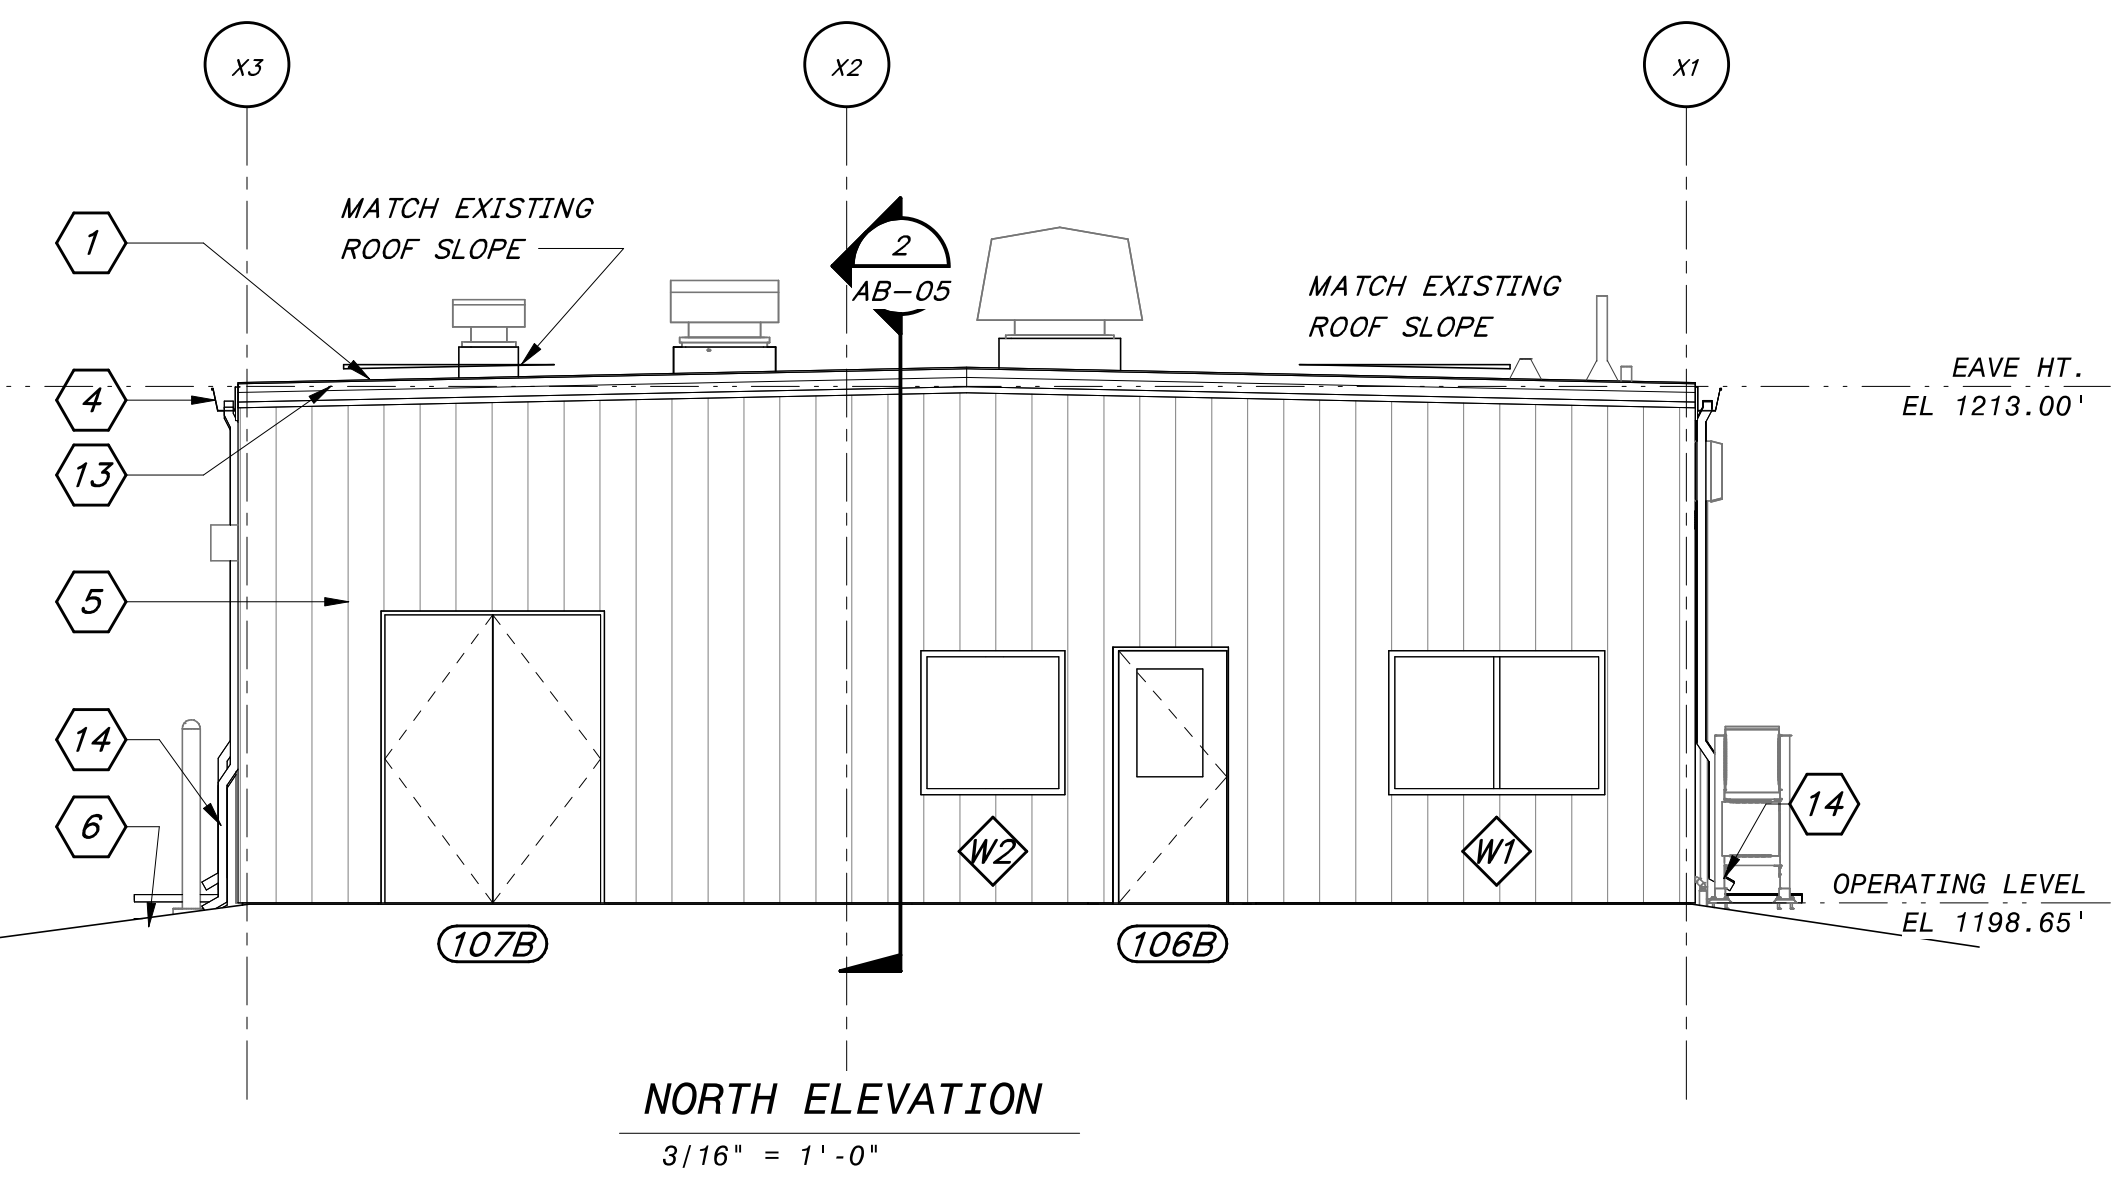 X3
X2
X1
MATCH EXISTING
ROOF SLOPE
1
2
AB-05
MATCH EXISTING
ROOF SLOPE
EAVE HT.
EL 1213.00'
4
13
5
14
6
W2
W1
14
OPERATING LEVEL
EL 1198.65'
107B
106B
NORTH ELEVATION
3/16" = 1'-0"